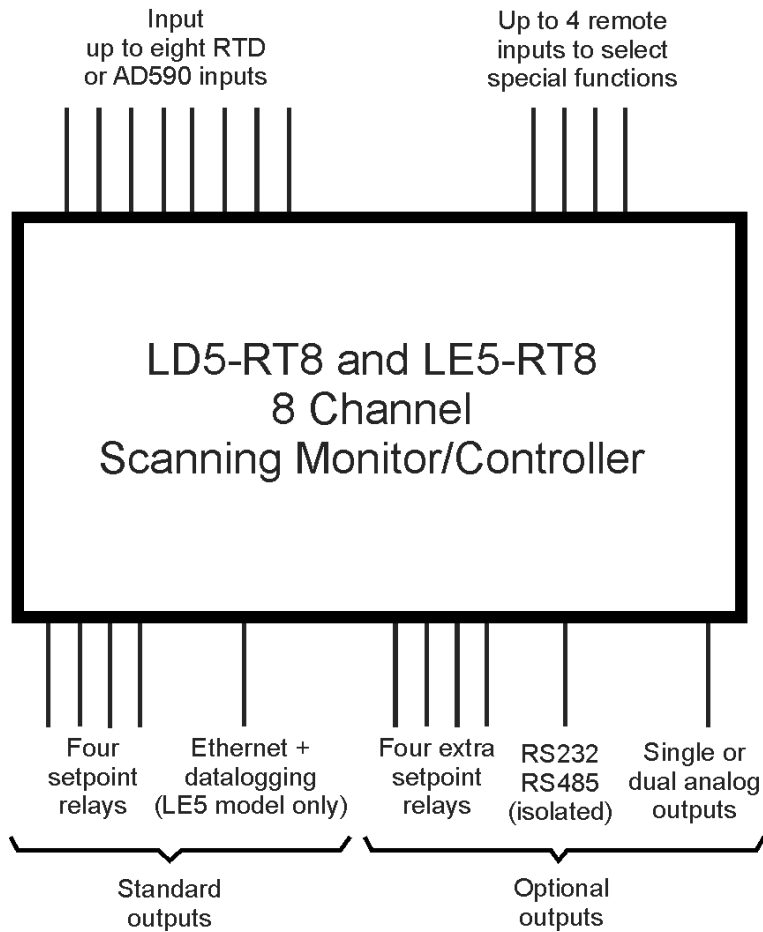 Input
up to eight RTD
or AD590 inputs
Up to 4 remote
inputs to select
special functions
LD5-RT8 and LE5-RT8
8 Channel
Scanning Monitor/Controller
Four
setpoint
relays
Ethernet +
datalogging
(LE5 model only)
Four extra
setpoint
relays
RS232
RS485
(isolated)
Single or
dual analog
outputs
Standard
outputs
Optional
outputs